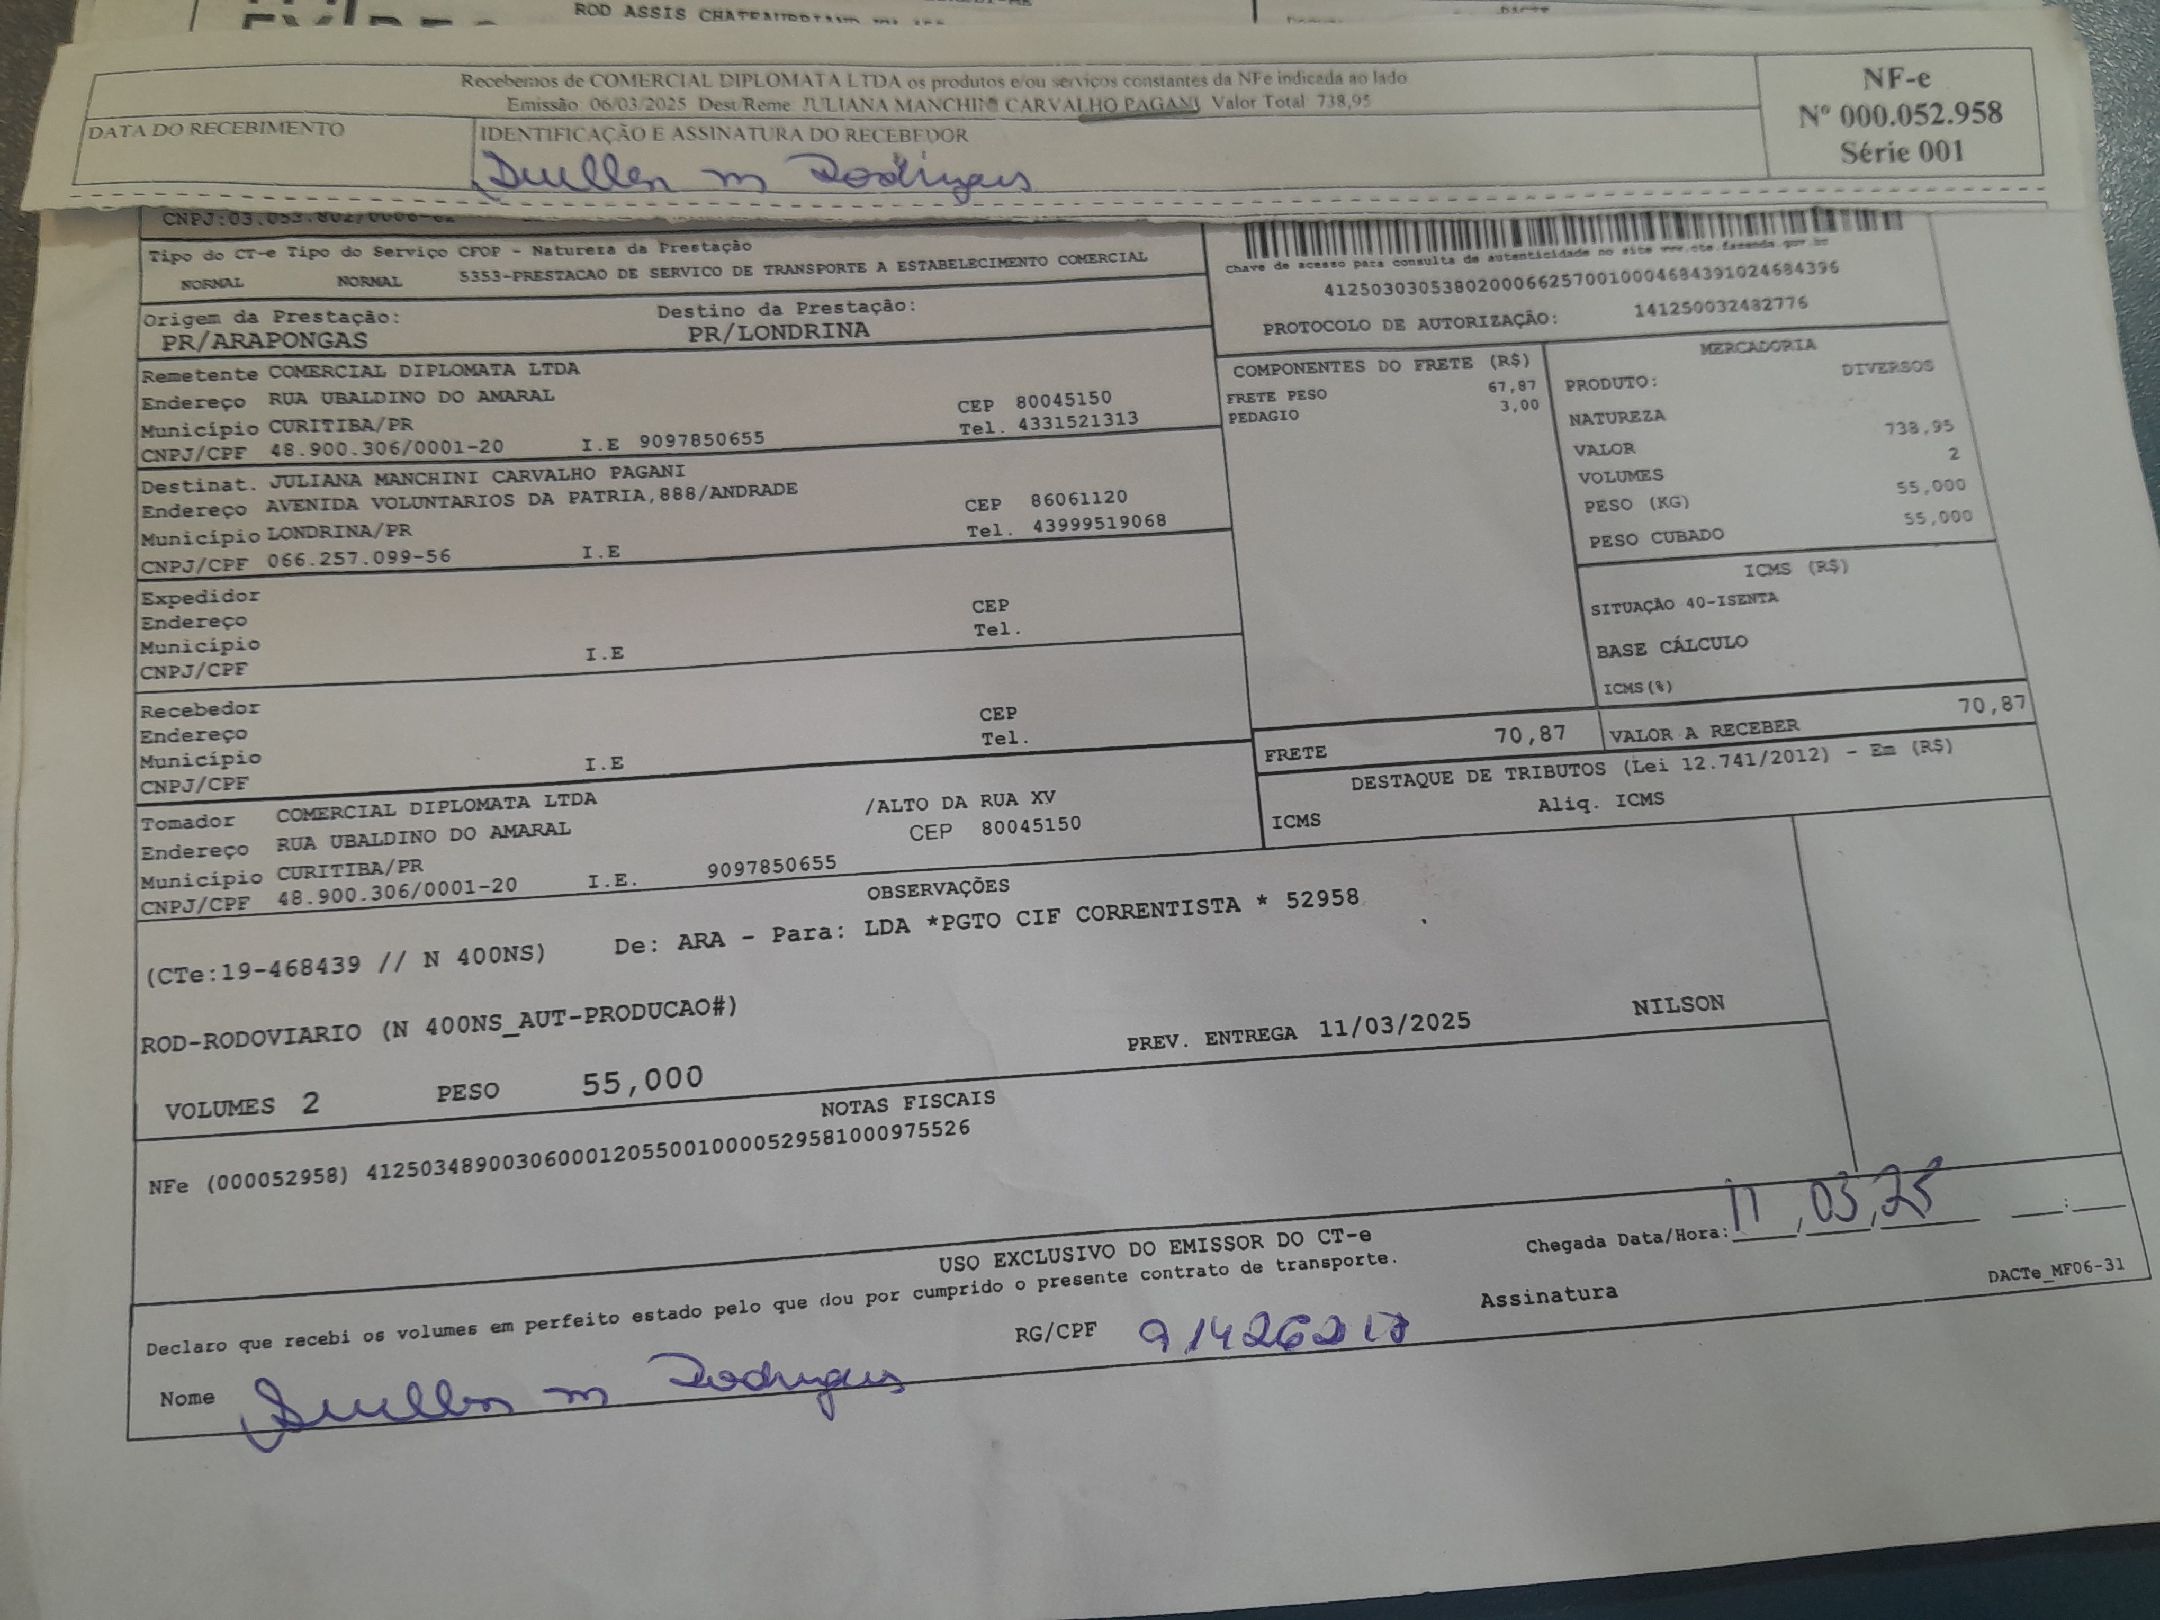 ROD ASSIS
Recebemos de COMERCIAL DIPLOMATA LTDA os produtos e/ou serviços constantes da NFe indicada ao lado
Emissão 06/03/2025 Dest/Reme: JULIANA MANCHINI CARVALHO PAGANI Valor Total 738,95
NF-e
Nº 000.052.958
Série 001
DATA DO RECEBIMENTO
IDENTIFICAÇÃO E ASSINATURA DO RECEBEDOR
m Rodrigues
Tipo do CT-e Tipo do Serviço CFOP - Natureza da Prestação
NORMAL NORMAL 5353-PRESTACAO DE SERVICO DE TRANSPORTE A ESTABELECIMENTO COMERCIAL
Chave de acesso para consulta de autenticidade no site www.cte.fazenda.gov.br
41250303053802000662570010004684391024684396
PROTOCOLO DE AUTORIZAÇÃO: 141250032482776
Origem da Prestação: Destino da Prestação:
PR/ARAPONGAS PR/LONDRINA
Remetente COMERCIAL DIPLOMATA LTDA
Endereço RUA UBALDINO DO AMARAL CEP 80045150
Município CURITIBA/PR Tel. 4331521313
CNPJ/CPF 48.900.306/0001-20 I.E 9097850655
Destinat. JULIANA MANCHINI CARVALHO PAGANI
Endereço AVENIDA VOLUNTARIOS DA PATRIA,888/ANDRADE CEP 86061120
Município LONDRINA/PR Tel. 43999519068
CNPJ/CPF 066.257.099-56 I.E
Expedidor
Endereço CEP
Município Tel.
CNPJ/CPF I.E
Recebedor
Endereço CEP
Município Tel.
CNPJ/CPF I.E
Tomador COMERCIAL DIPLOMATA LTDA /ALTO DA RUA XV
Endereço RUA UBALDINO DO AMARAL CEP 80045150
Município CURITIBA/PR
CNPJ/CPF 48.900.306/0001-20 I.E. 9097850655
COMPONENTES DO FRETE (R$)
FRETE PESO 67,87
PEDAGIO 3,00
MERCADORIA
PRODUTO: DIVERSOS
NATUREZA
VALOR 738,95
VOLUMES 2
PESO (KG) 55,000
PESO CUBADO 55,000
ICMS (R$)
SITUAÇÃO 40-ISENTA
BASE CÁLCULO
ICMS(%)
FRETE 70,87 VALOR A RECEBER 70,87
DESTAQUE DE TRIBUTOS (Lei 12.741/2012) - Em (R$)
ICMS Aliq. ICMS
OBSERVAÇÕES
(CTe:19-468439 // N 400NS) De: ARA - Para: LDA *PGTO CIF CORRENTISTA * 52958
ROD-RODOVIARIO (N 400NS_AUT-PRODUCAO#)
PREV. ENTREGA 11/03/2025 NILSON
VOLUMES 2 PESO 55,000
NOTAS FISCAIS
NFe (000052958) 41250348900306000120550010000529581000975526
USO EXCLUSIVO DO EMISSOR DO CT-e
Chegada Data/Hora: 11,03,25 __:__
Declaro que recebi os volumes em perfeito estado pelo que dou por cumprido o presente contrato de transporte.
DACTe_MF06-31
Nome m Rodrigues RG/CPF Assinatura